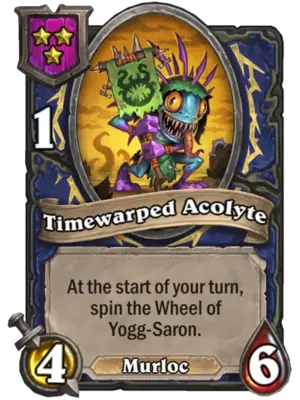 1
Timewarped Acolyte
At the start of your turn,
spin the Wheel of
Yogg-Saron.
4
Murloc
6